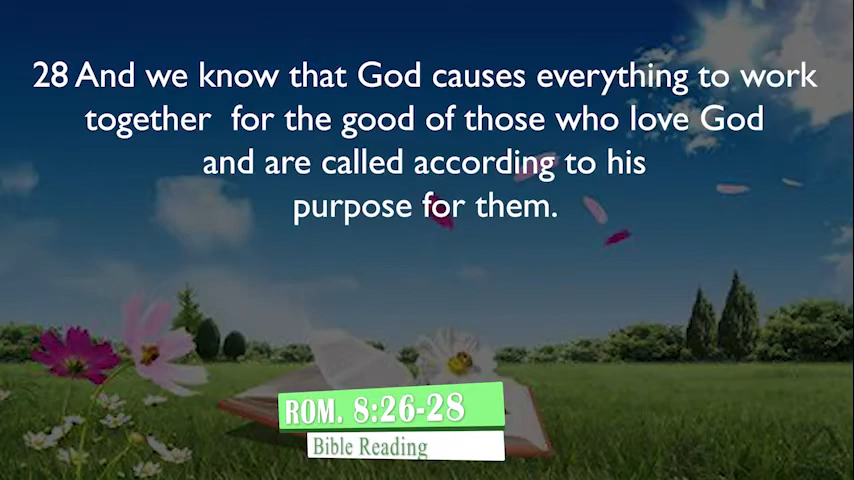 28 And we know that God causes everything to work
together for the good of those who love God
and are called according to his
purpose for them.
ROM. 8:26-28
Bible Reading